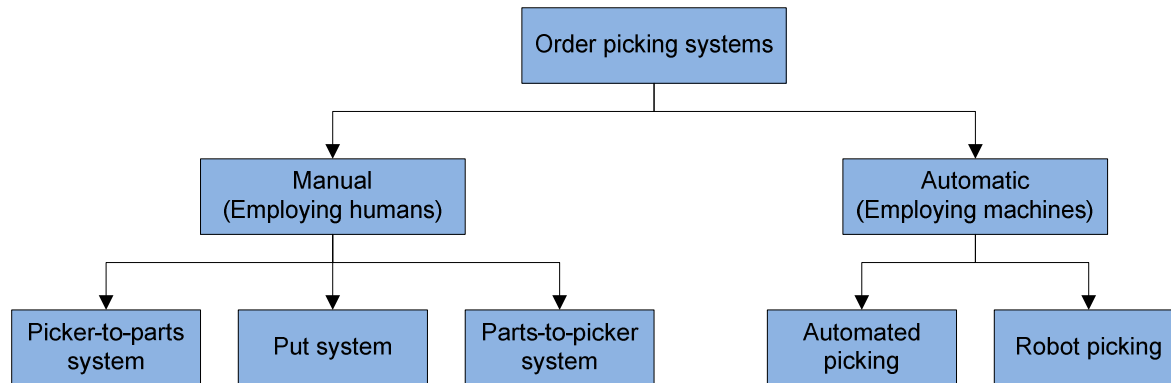 Order picking systems
Manual
(Employing humans)
Automatic
(Employing machines)
Picker-to-parts
system
Put system
Parts-to-picker
system
Automated
picking
Robot picking